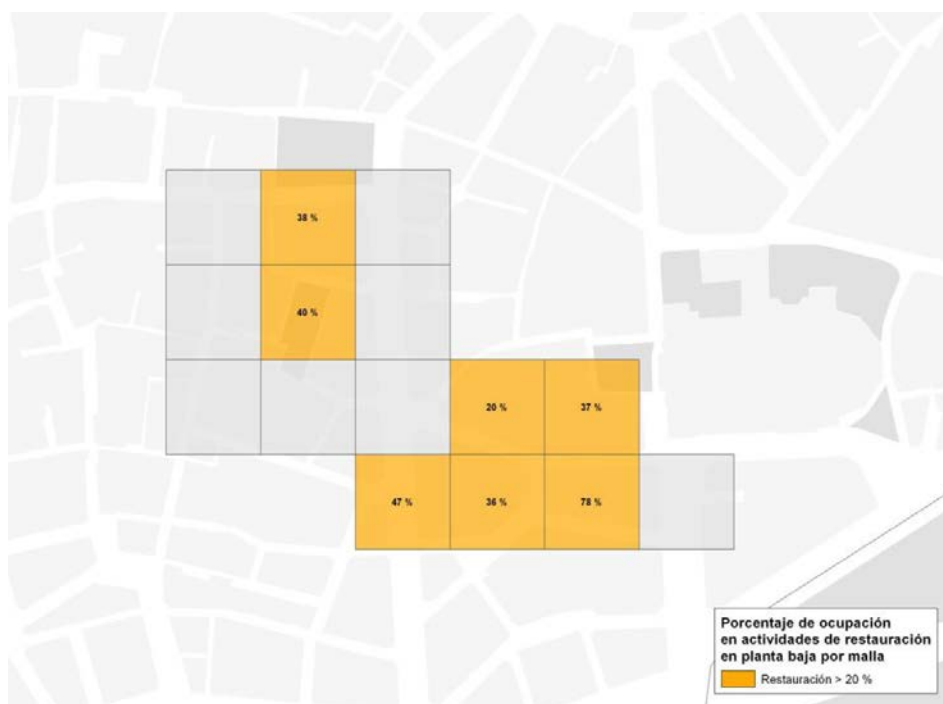 38 %
40 %
20 %
37 %
47 %
36 %
78 %
Porcentaje de ocupación
en actividades de restauración
en planta baja por malla
Restauración > 20 %